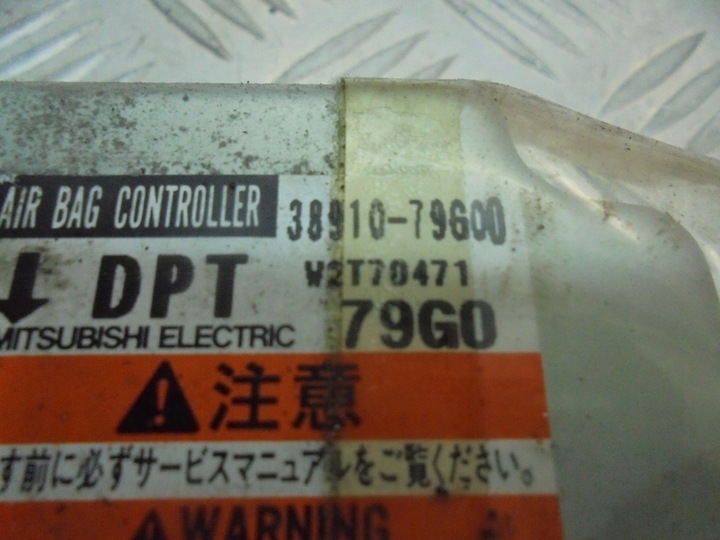 AIR BAG CONTROLLER 38910-79G00
DPT W2T70471
MITSUBISHI ELECTRIC 79G0
注意
す前に必ずサービスマニュアルをご覧ください。
WARNING